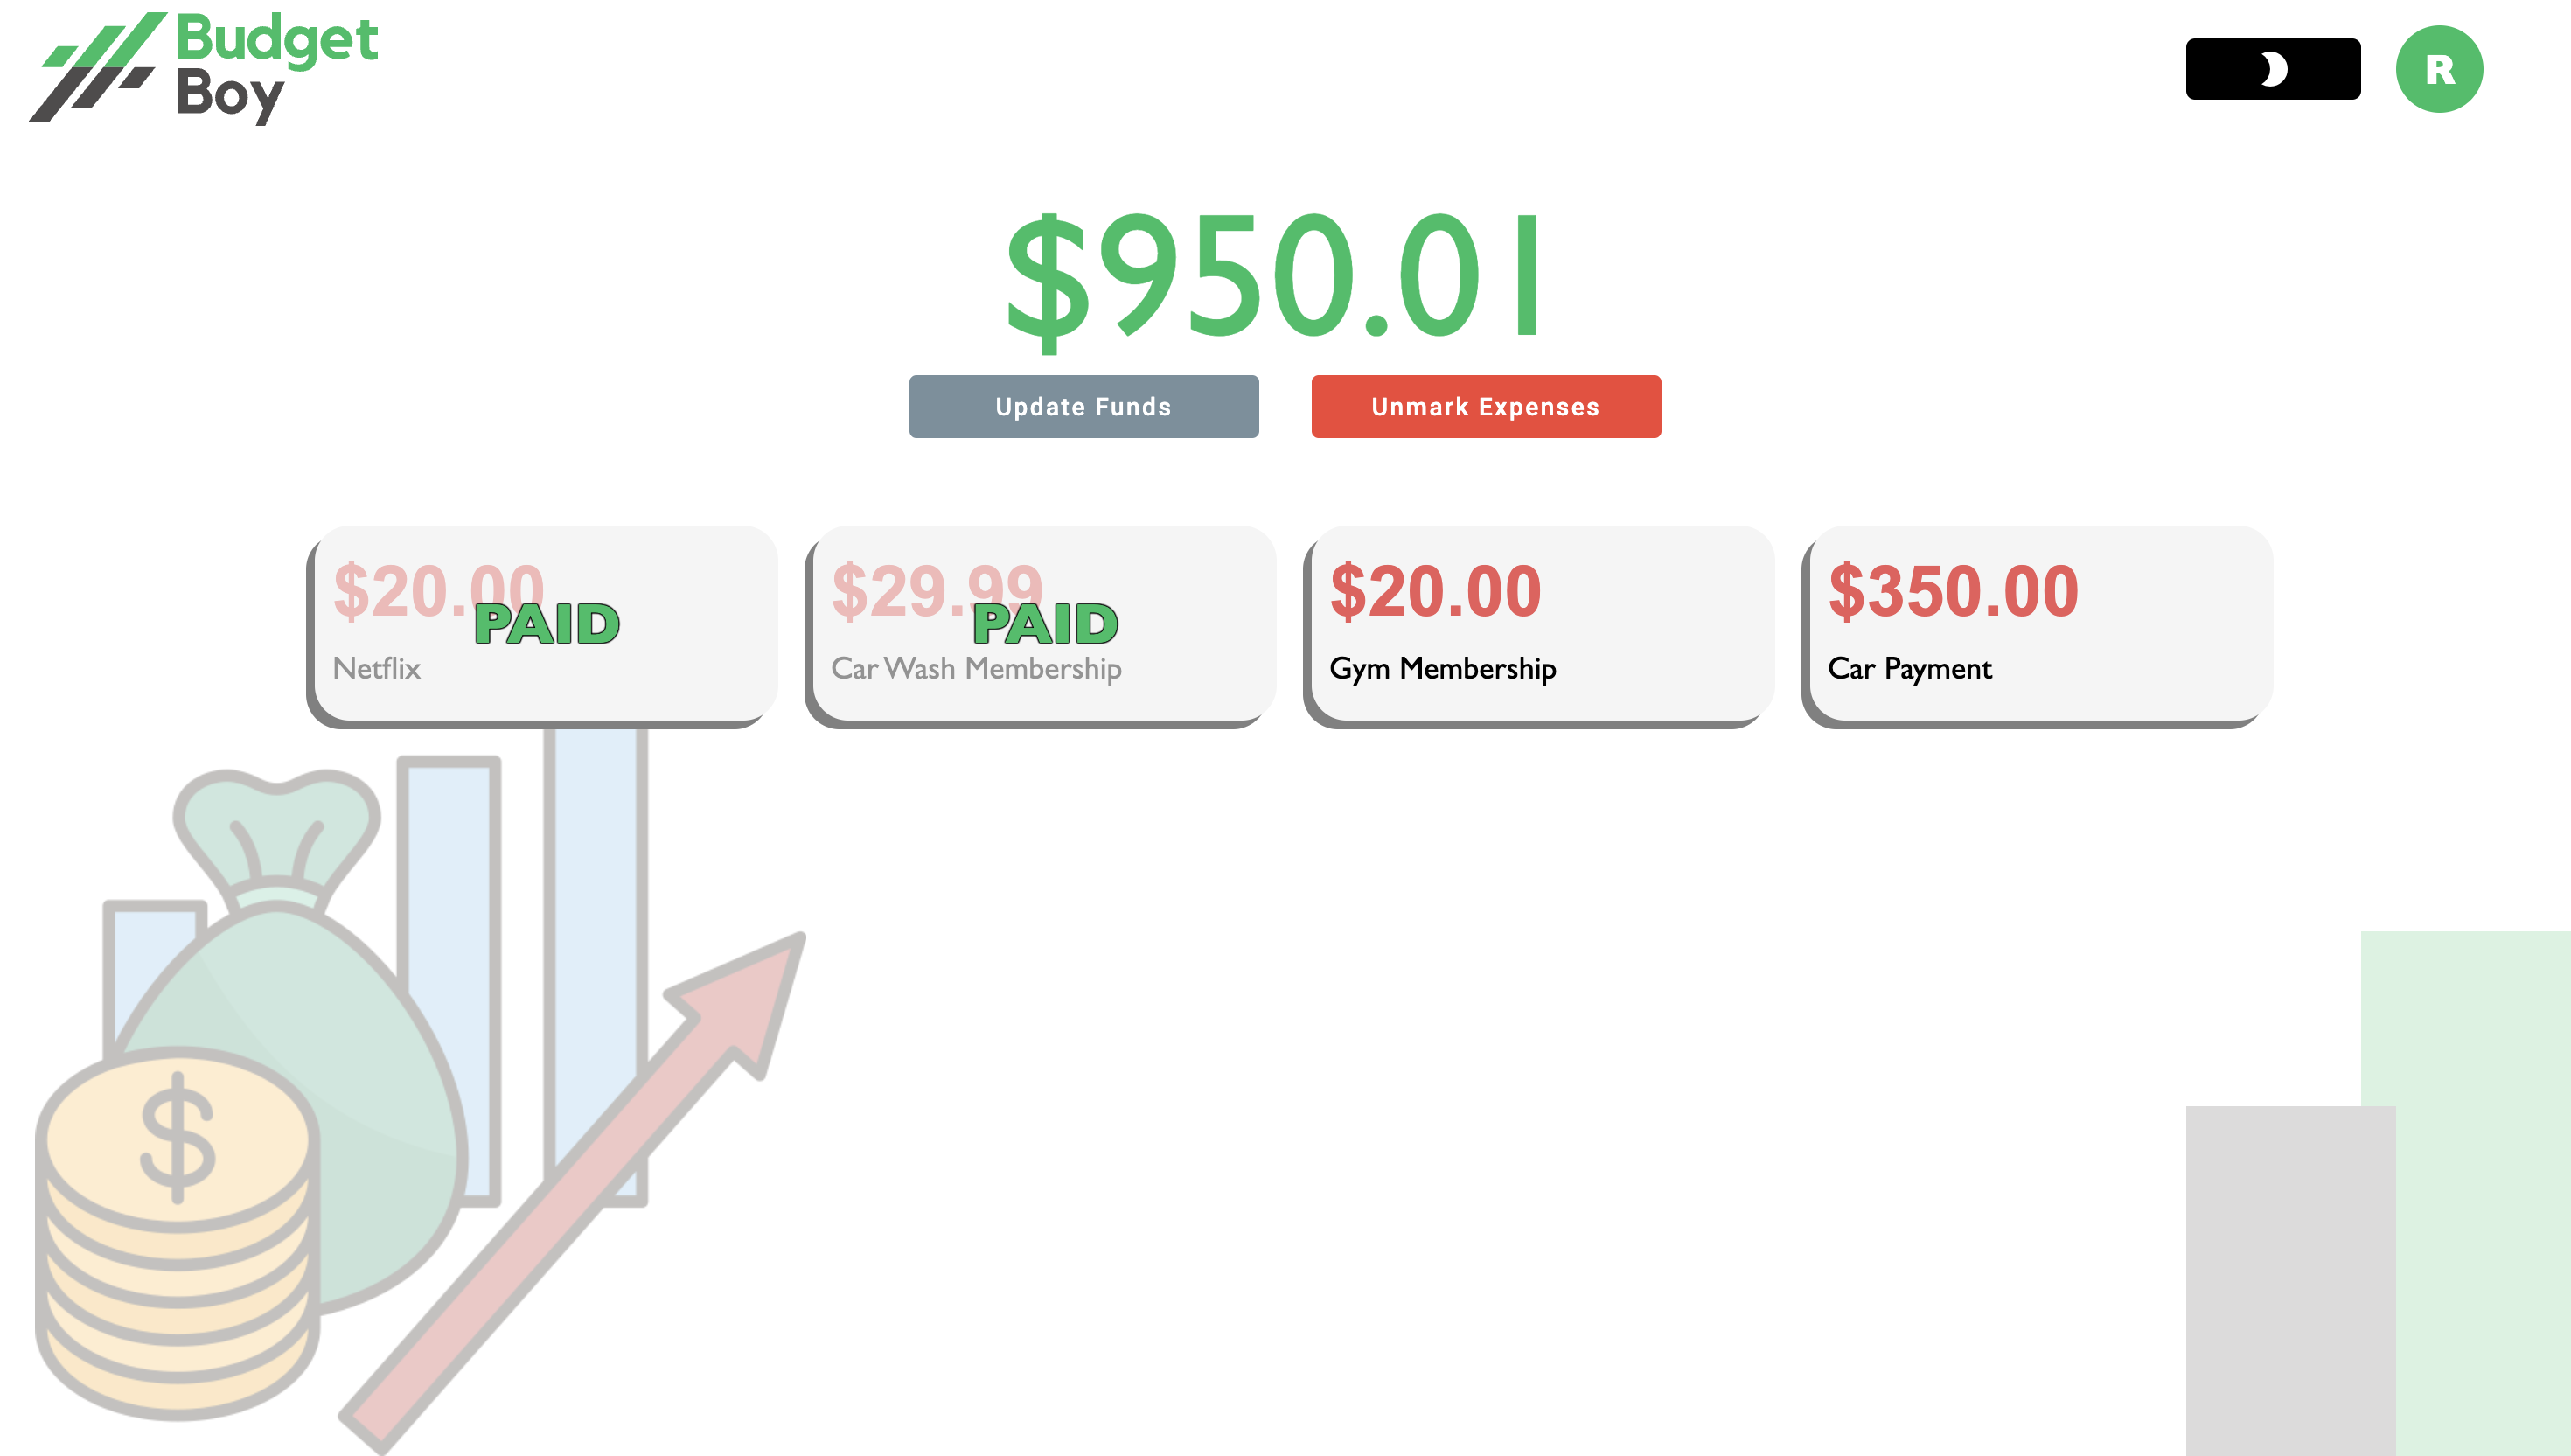 Budget
Boy
R
$950.01
Update Funds
Unmark Expenses
$20.00
PAID
Netflix
$29.99
PAID
Car Wash Membership
$20.00
Gym Membership
$350.00
Car Payment
$